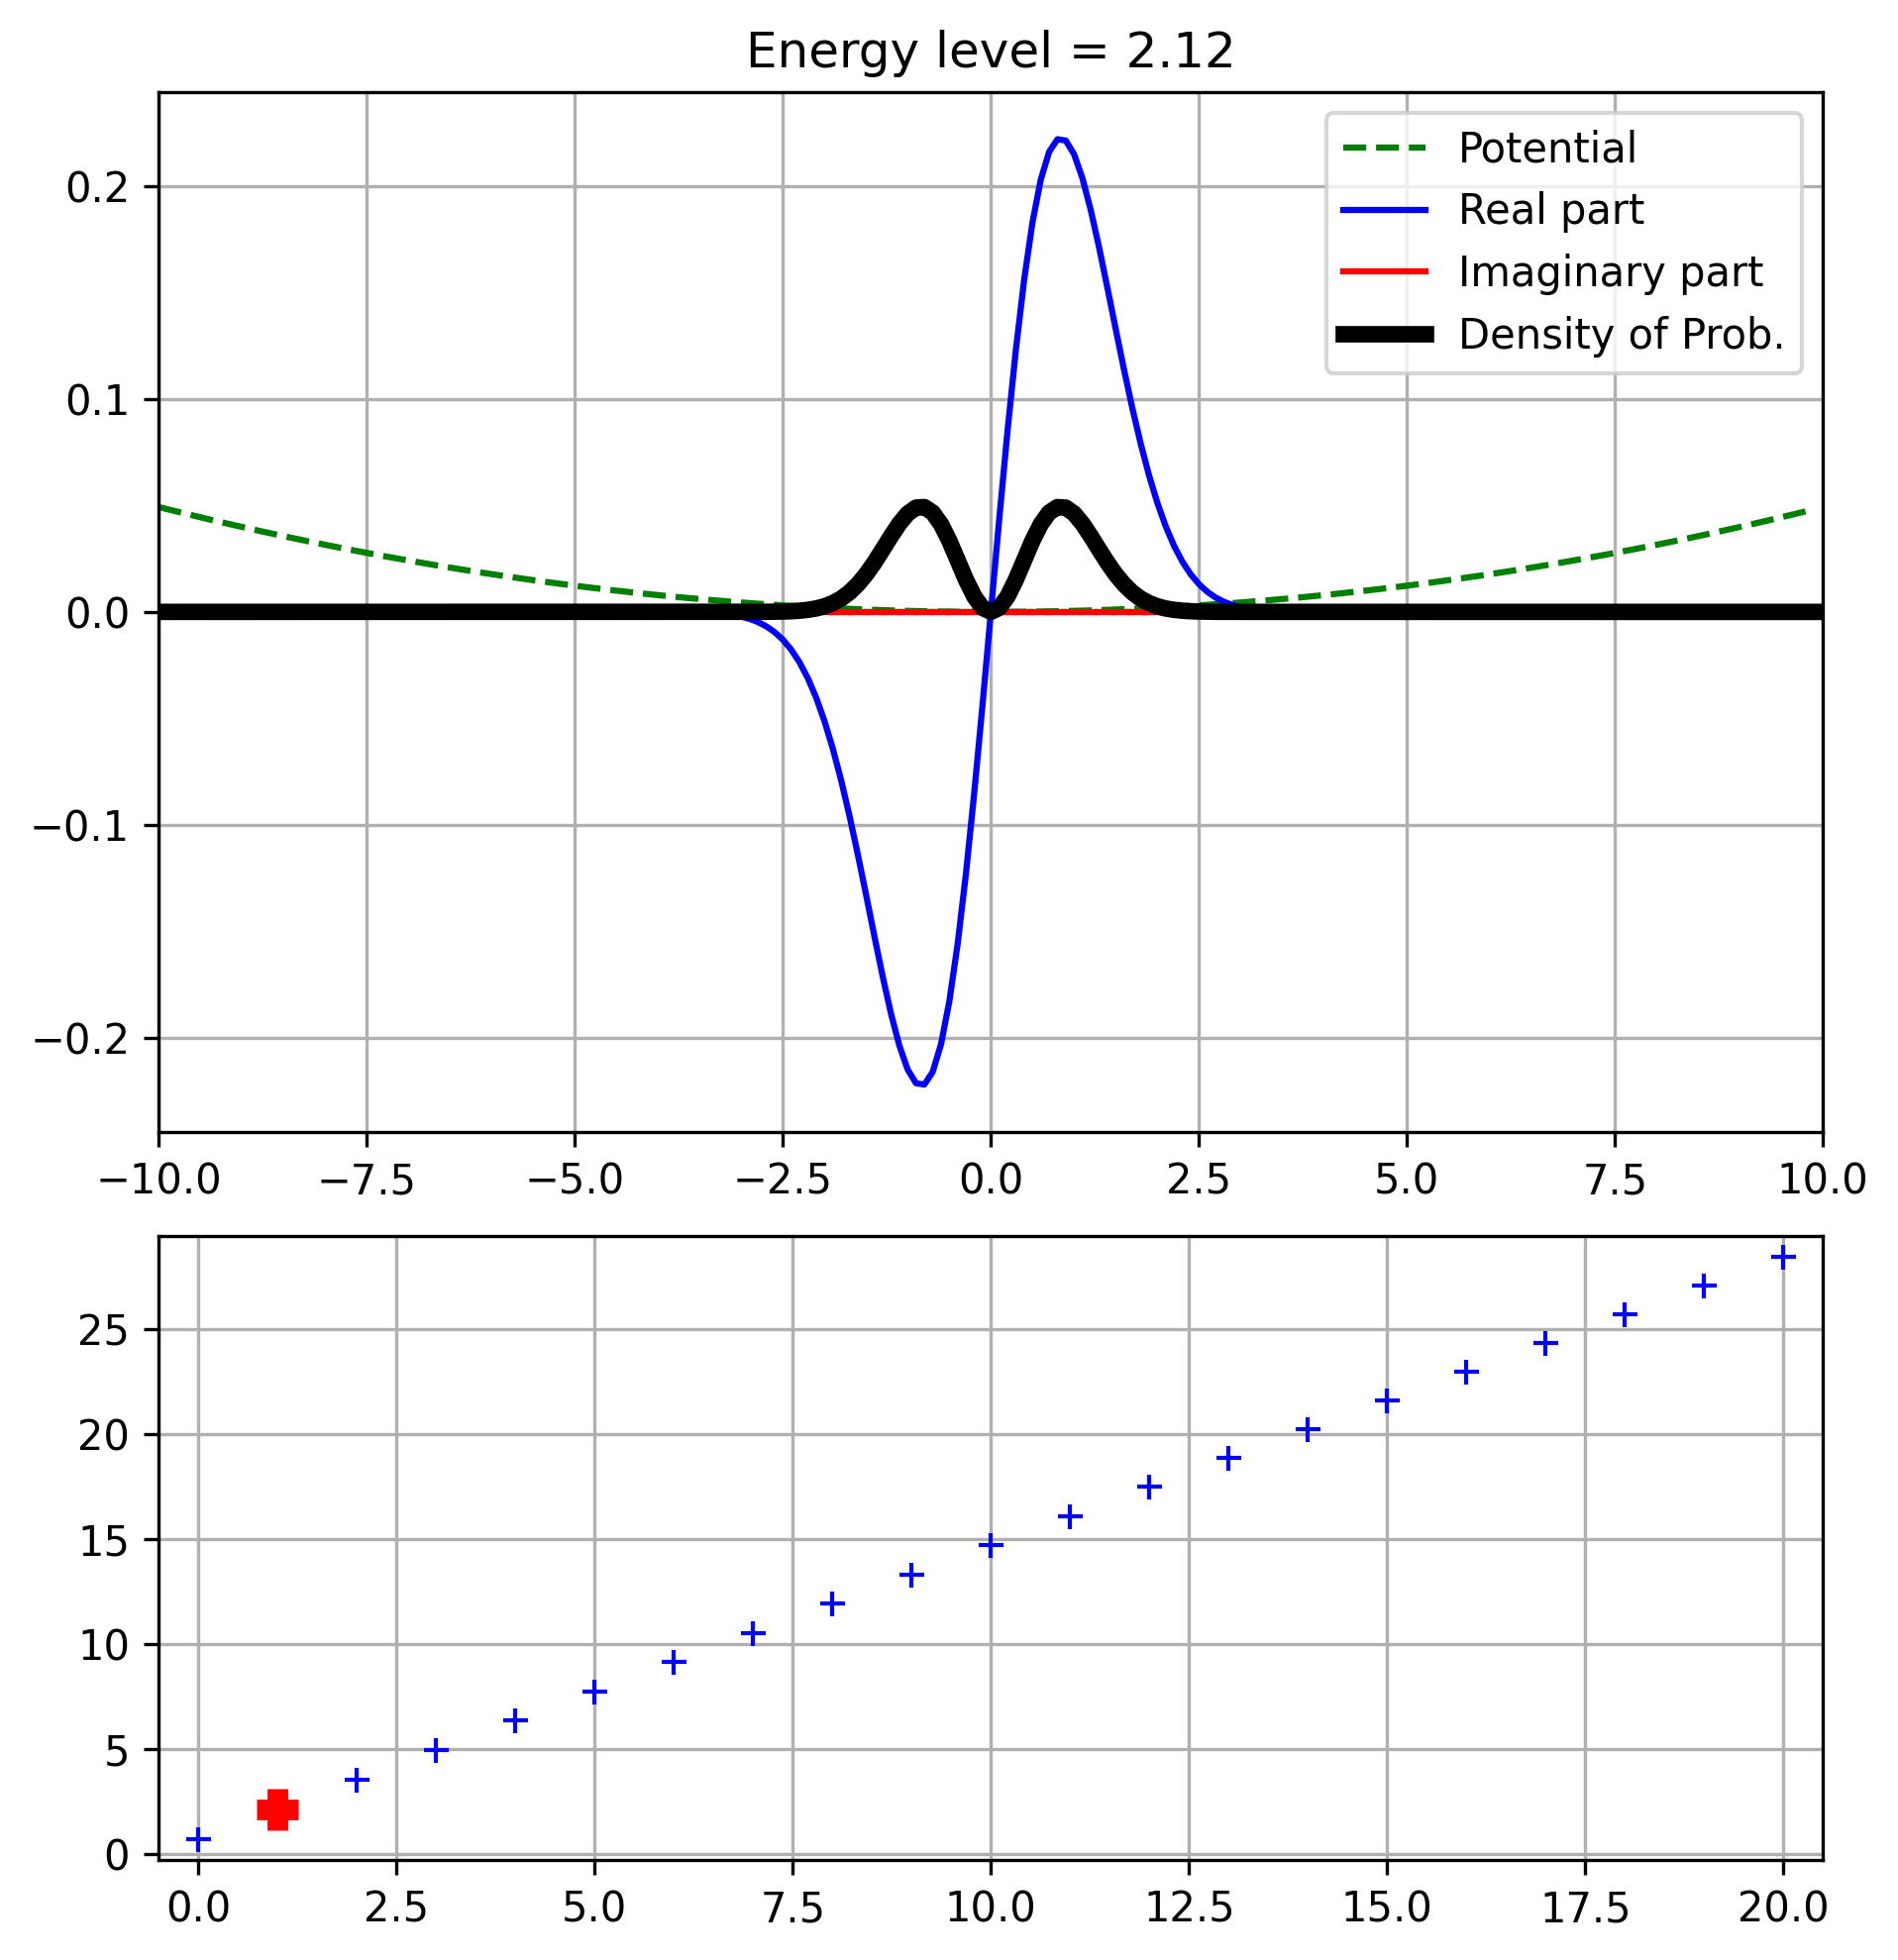 Energy level = 2.12
Potential
Real part
Imaginary part
Density of Prob.
0.2
0.1
0.0
−0.1
−0.2
−10.0 −7.5 −5.0 −2.5 0.0 2.5 5.0 7.5 10.0
25
20
15
10
5
0
0.0 2.5 5.0 7.5 10.0 12.5 15.0 17.5 20.0